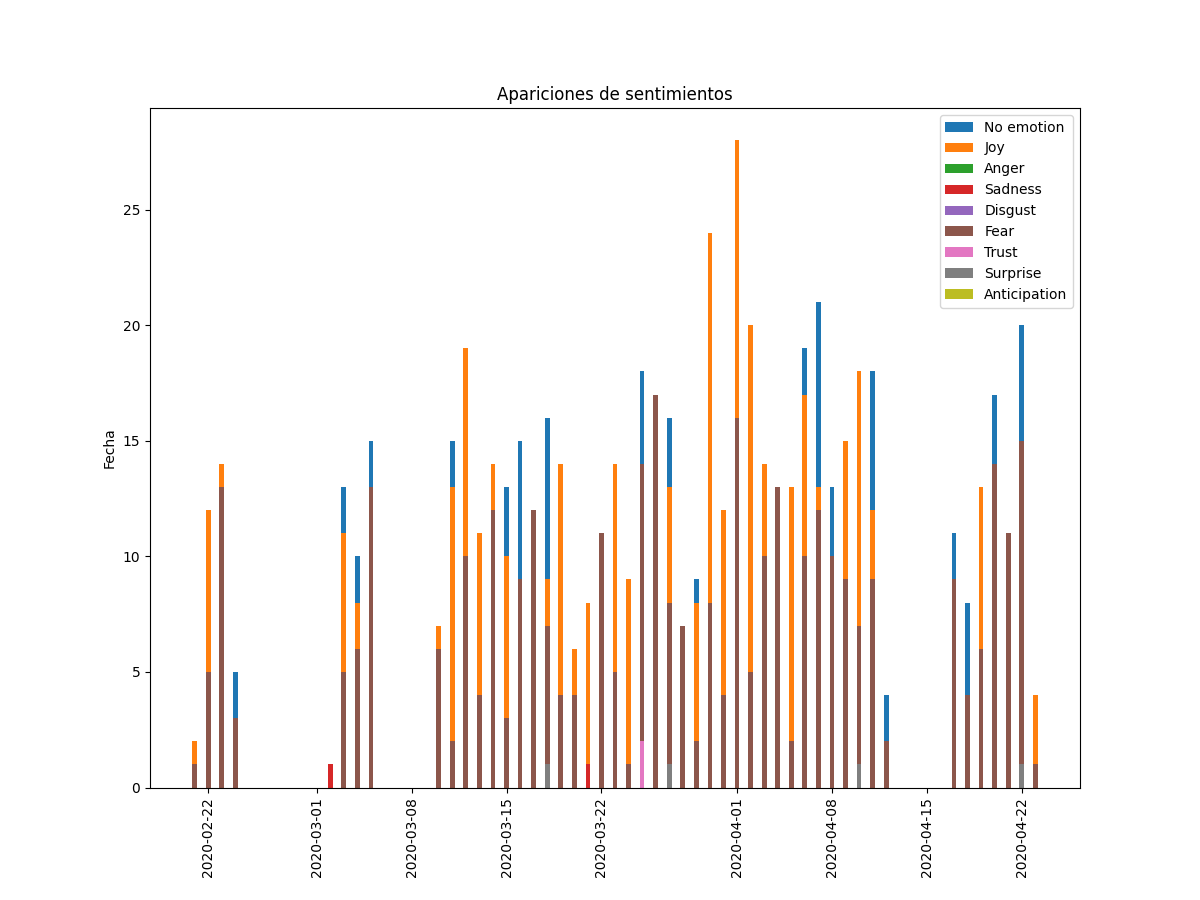 Apariciones de sentimientos
No emotion
Joy
Anger
Sadness
Disgust
Fear
Trust
Surprise
Anticipation
Fecha
25
20
15
10
5
0
2020-02-22
2020-03-01
2020-03-08
2020-03-15
2020-03-22
2020-04-01
2020-04-08
2020-04-15
2020-04-22